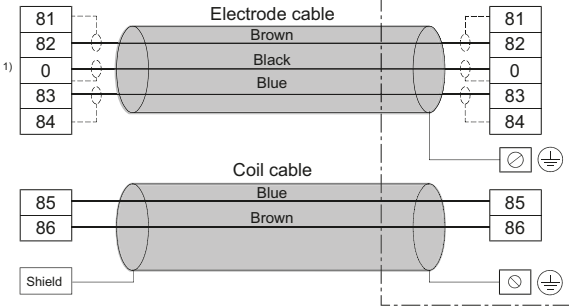 Electrode cable
81 81
82 Brown 82
1) 0 Black 0
83 Blue 83
84 84
Coil cable
85 Blue 85
86 Brown 86
Shield